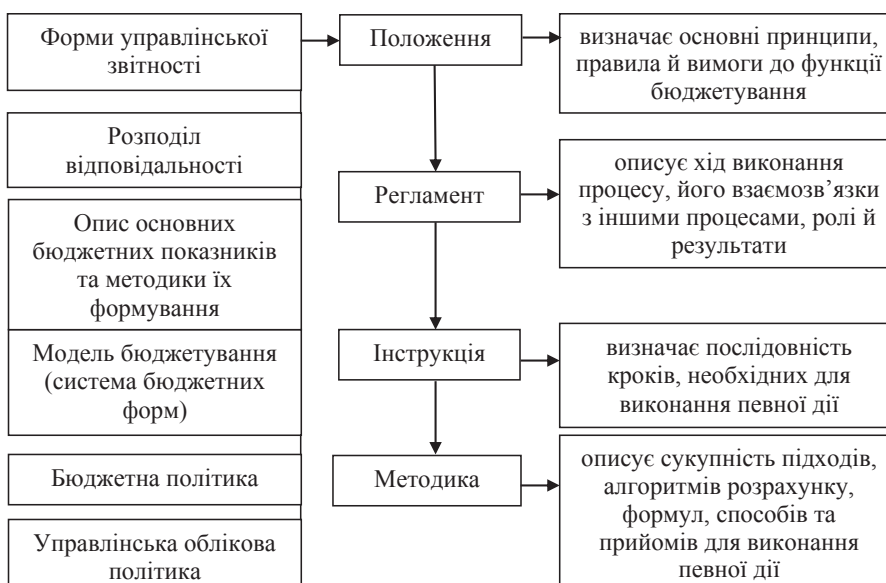 Форми управлінської
звітності
Положення
визначає основні принципи,
правила й вимоги до функції
бюджетування
Розподіл
відповідальності
Регламент
описує хід виконання
процесу, його взаємозв’язки
з іншими процесами, ролі й
результати
Опис основних
бюджетних показників
та методики їх
формування
Модель бюджетування
(система бюджетних
форм)
Інструкція
визначає послідовність
кроків, необхідних для
виконання певної дії
Бюджетна політика
Методика
описує сукупність підходів,
алгоритмів розрахунку,
формул, способів та
прийомів для виконання
певної дії
Управлінська облікова
політика